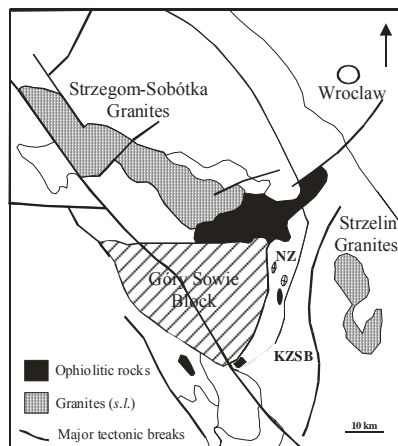 Strzegom-Sobótka
Granites
Wroclaw
Strzelin
Granites
NZ
Góry Sowie
Block
KZSB
Ophiolitic rocks
Granites (s.l.)
Major tectonic breaks
10 km